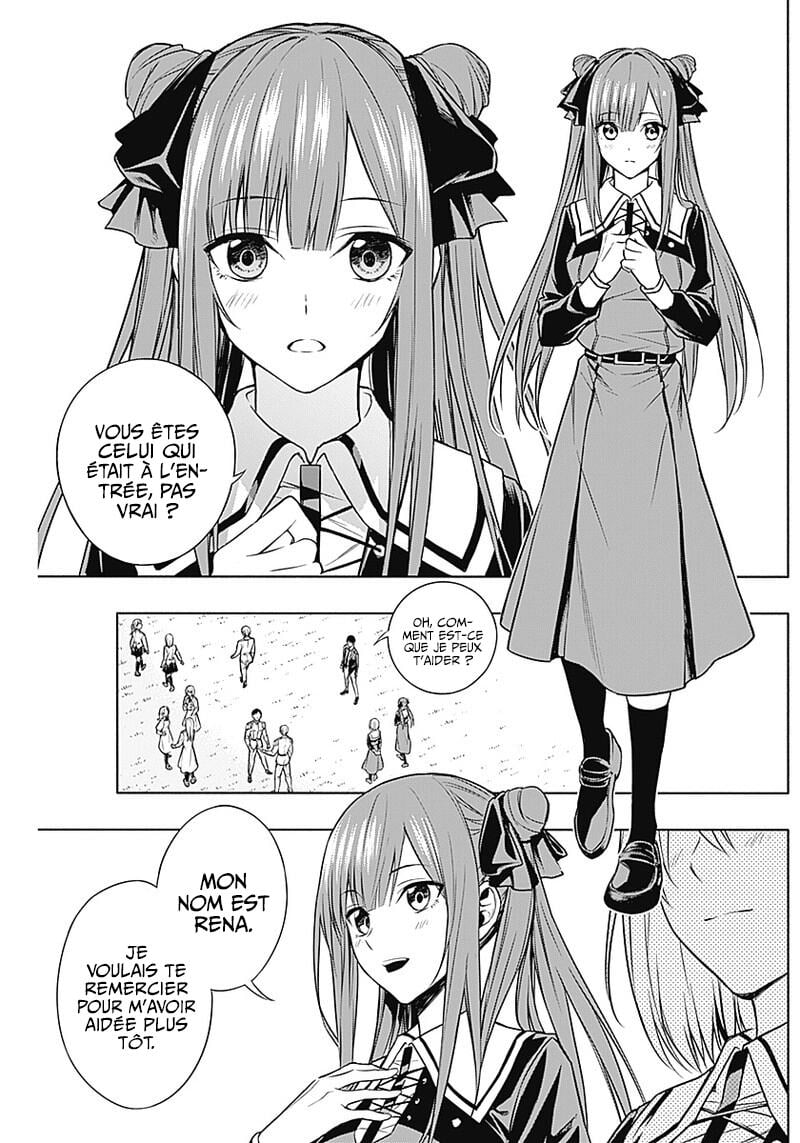 VOUS ÊTES
CELUI QUI
ÉTAIT À L'EN-
TRÉE, PAS
VRAI ?
OH, COM-
MENT EST-CE
QUE JE PEUX
T'AIDER ?
MON
NOM EST
RENA.
JE
VOULAIS TE
REMERCIER
POUR M'AVOIR
AIDÉE PLUS
TÔT.